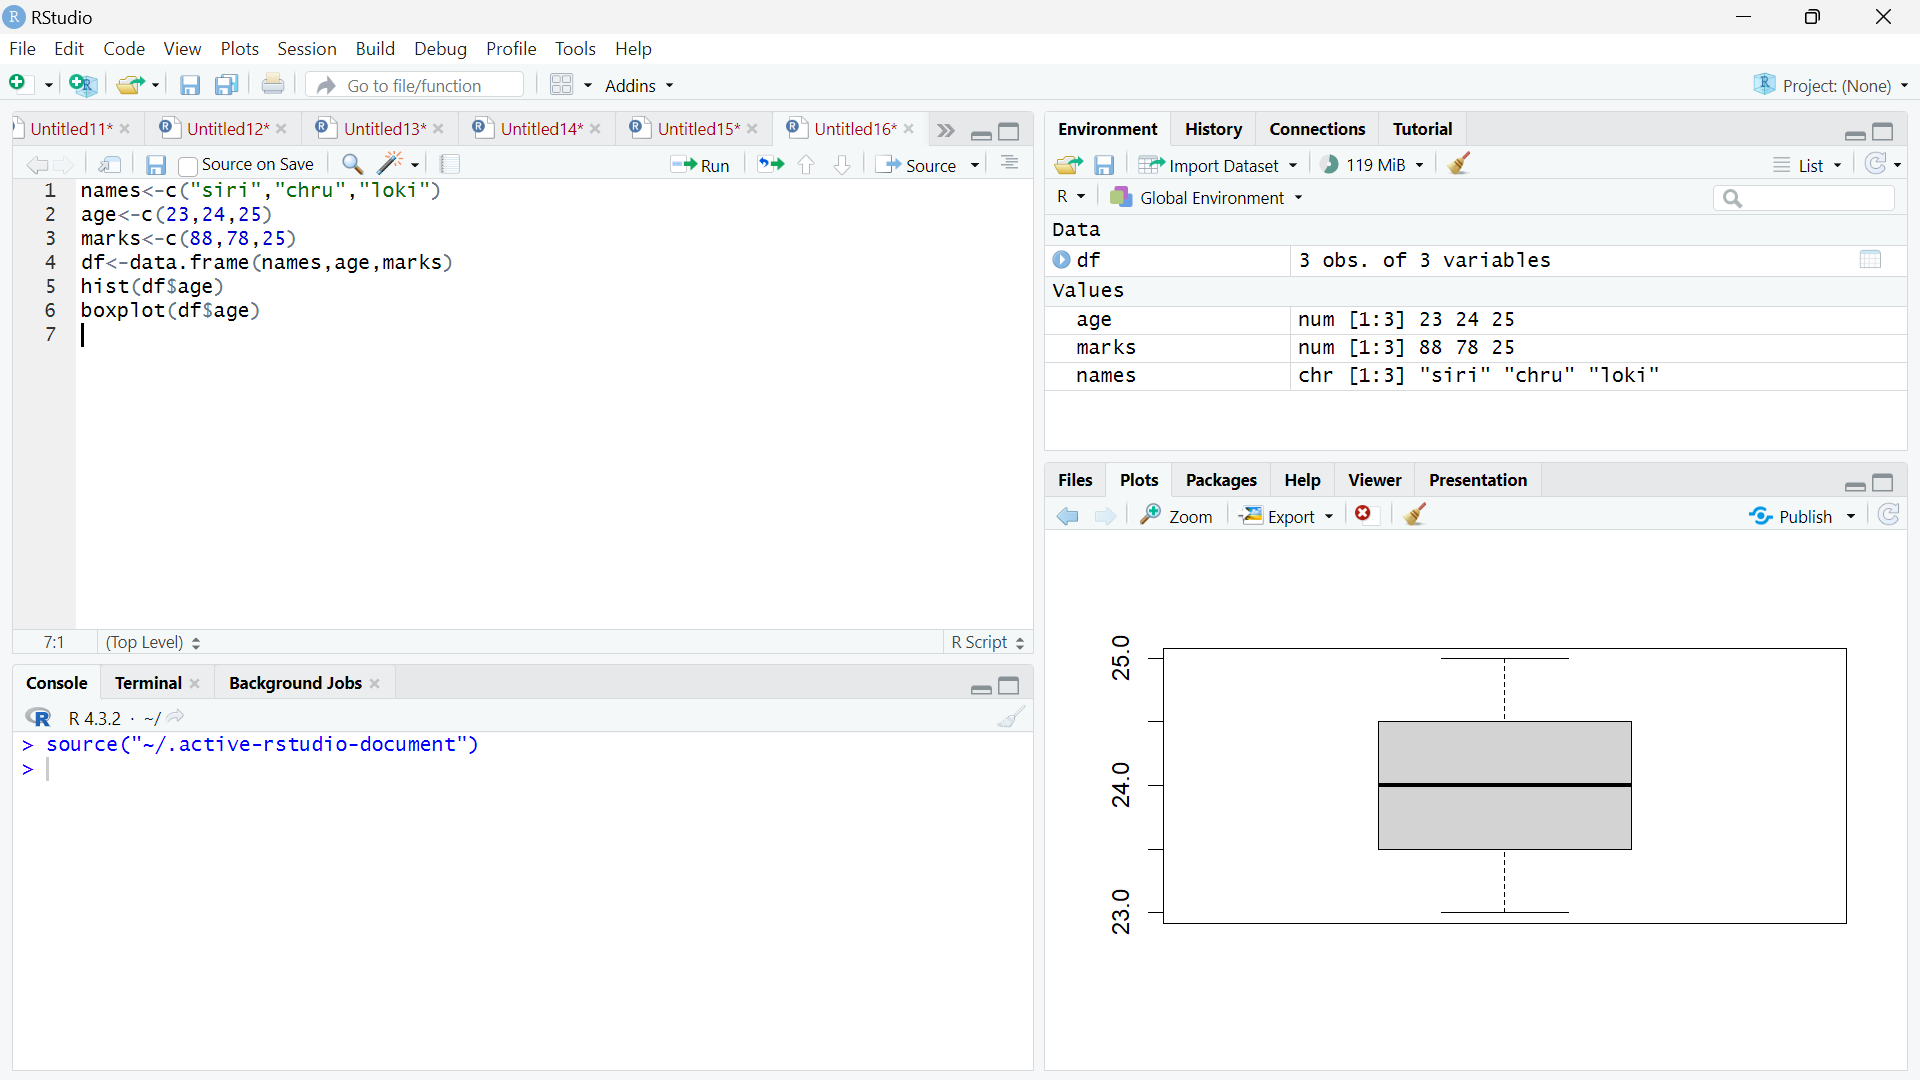 RStudio
File Edit Code View Plots Session Build Debug Profile Tools Help
Go to file/function Addins Project: (None)
Untitled11* Untitled12* Untitled13* Untitled14* Untitled15* Untitled16*
Source on Save Run Source
1 names<-c("siri","chru","loki")
2 age<-c(23,24,25)
3 marks<-c(88,78,25)
4 df<-data.frame(names,age,marks)
5 hist(df$age)
6 boxplot(df$age)
7
7:1 (Top Level) R Script
Console Terminal Background Jobs
R 4.3.2 · ~/
> source("~/.active-rstudio-document")
>
Environment History Connections Tutorial
Import Dataset 119 MiB List
R Global Environment
Data
df 3 obs. of 3 variables
Values
age num [1:3] 23 24 25
marks num [1:3] 88 78 25
names chr [1:3] "siri" "chru" "loki"
Files Plots Packages Help Viewer Presentation
Zoom Export Publish
25.0
24.0
23.0